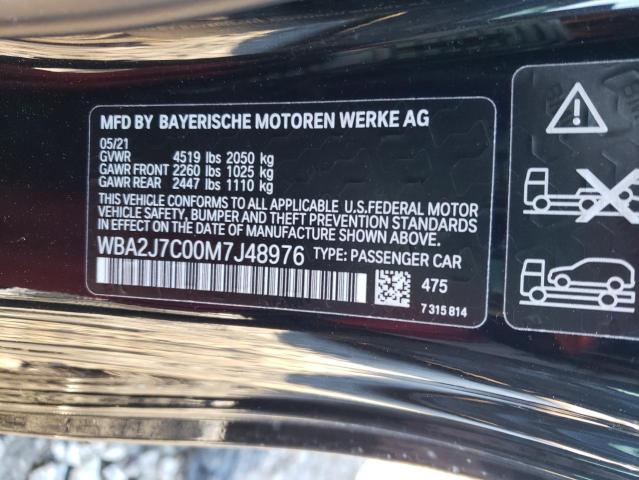 MFD BY BAYERISCHE MOTOREN WERKE AG
05/21
GVWR 4519 lbs 2050 kg
GAWR FRONT 2260 lbs 1025 kg
GAWR REAR 2447 lbs 1110 kg
THIS VEHICLE CONFORMS TO ALL APPLICABLE U.S.FEDERAL MOTOR
VEHICLE SAFETY, BUMPER AND THEFT PREVENTION STANDARDS
IN EFFECT ON THE DATE OF MANUFACTURE SHOWN ABOVE.
WBA2J7C00M7J48976 TYPE: PASSENGER CAR
475
7 315 814